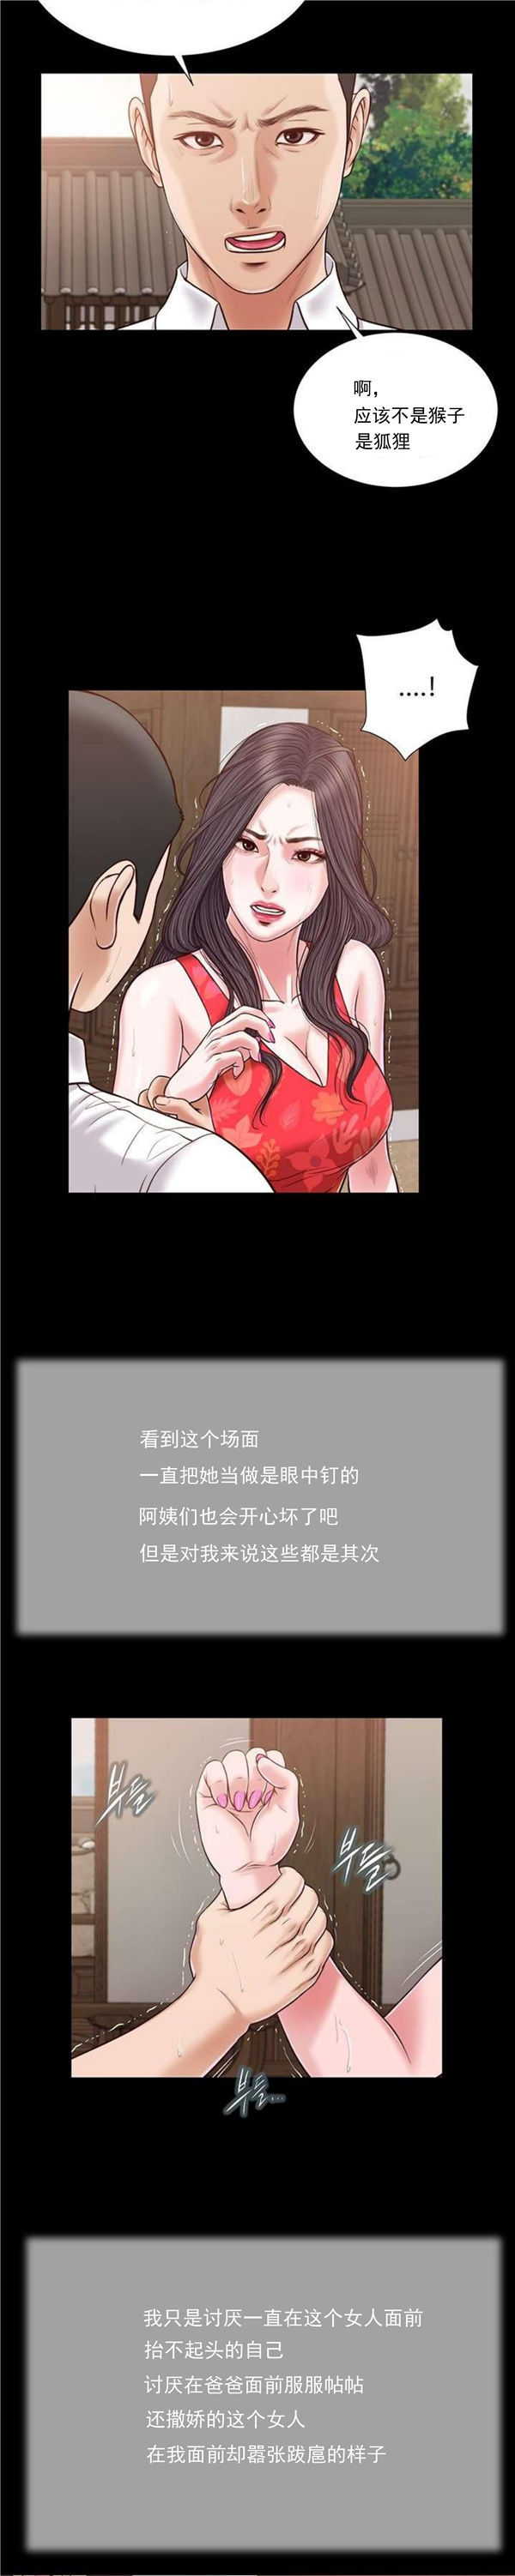 啊，
应该不是猴子
是狐狸
....!
看到这个场面
一直把她当做是眼中钉的
阿姨们也会开心坏了吧
但是对我来说这些都是其次
부들
부들
부들...
我只是讨厌一直在这个女人面前
抬不起头的自己
讨厌在爸爸面前服服帖帖
还撒娇的这个女人
在我面前却嚣张跋扈的样子